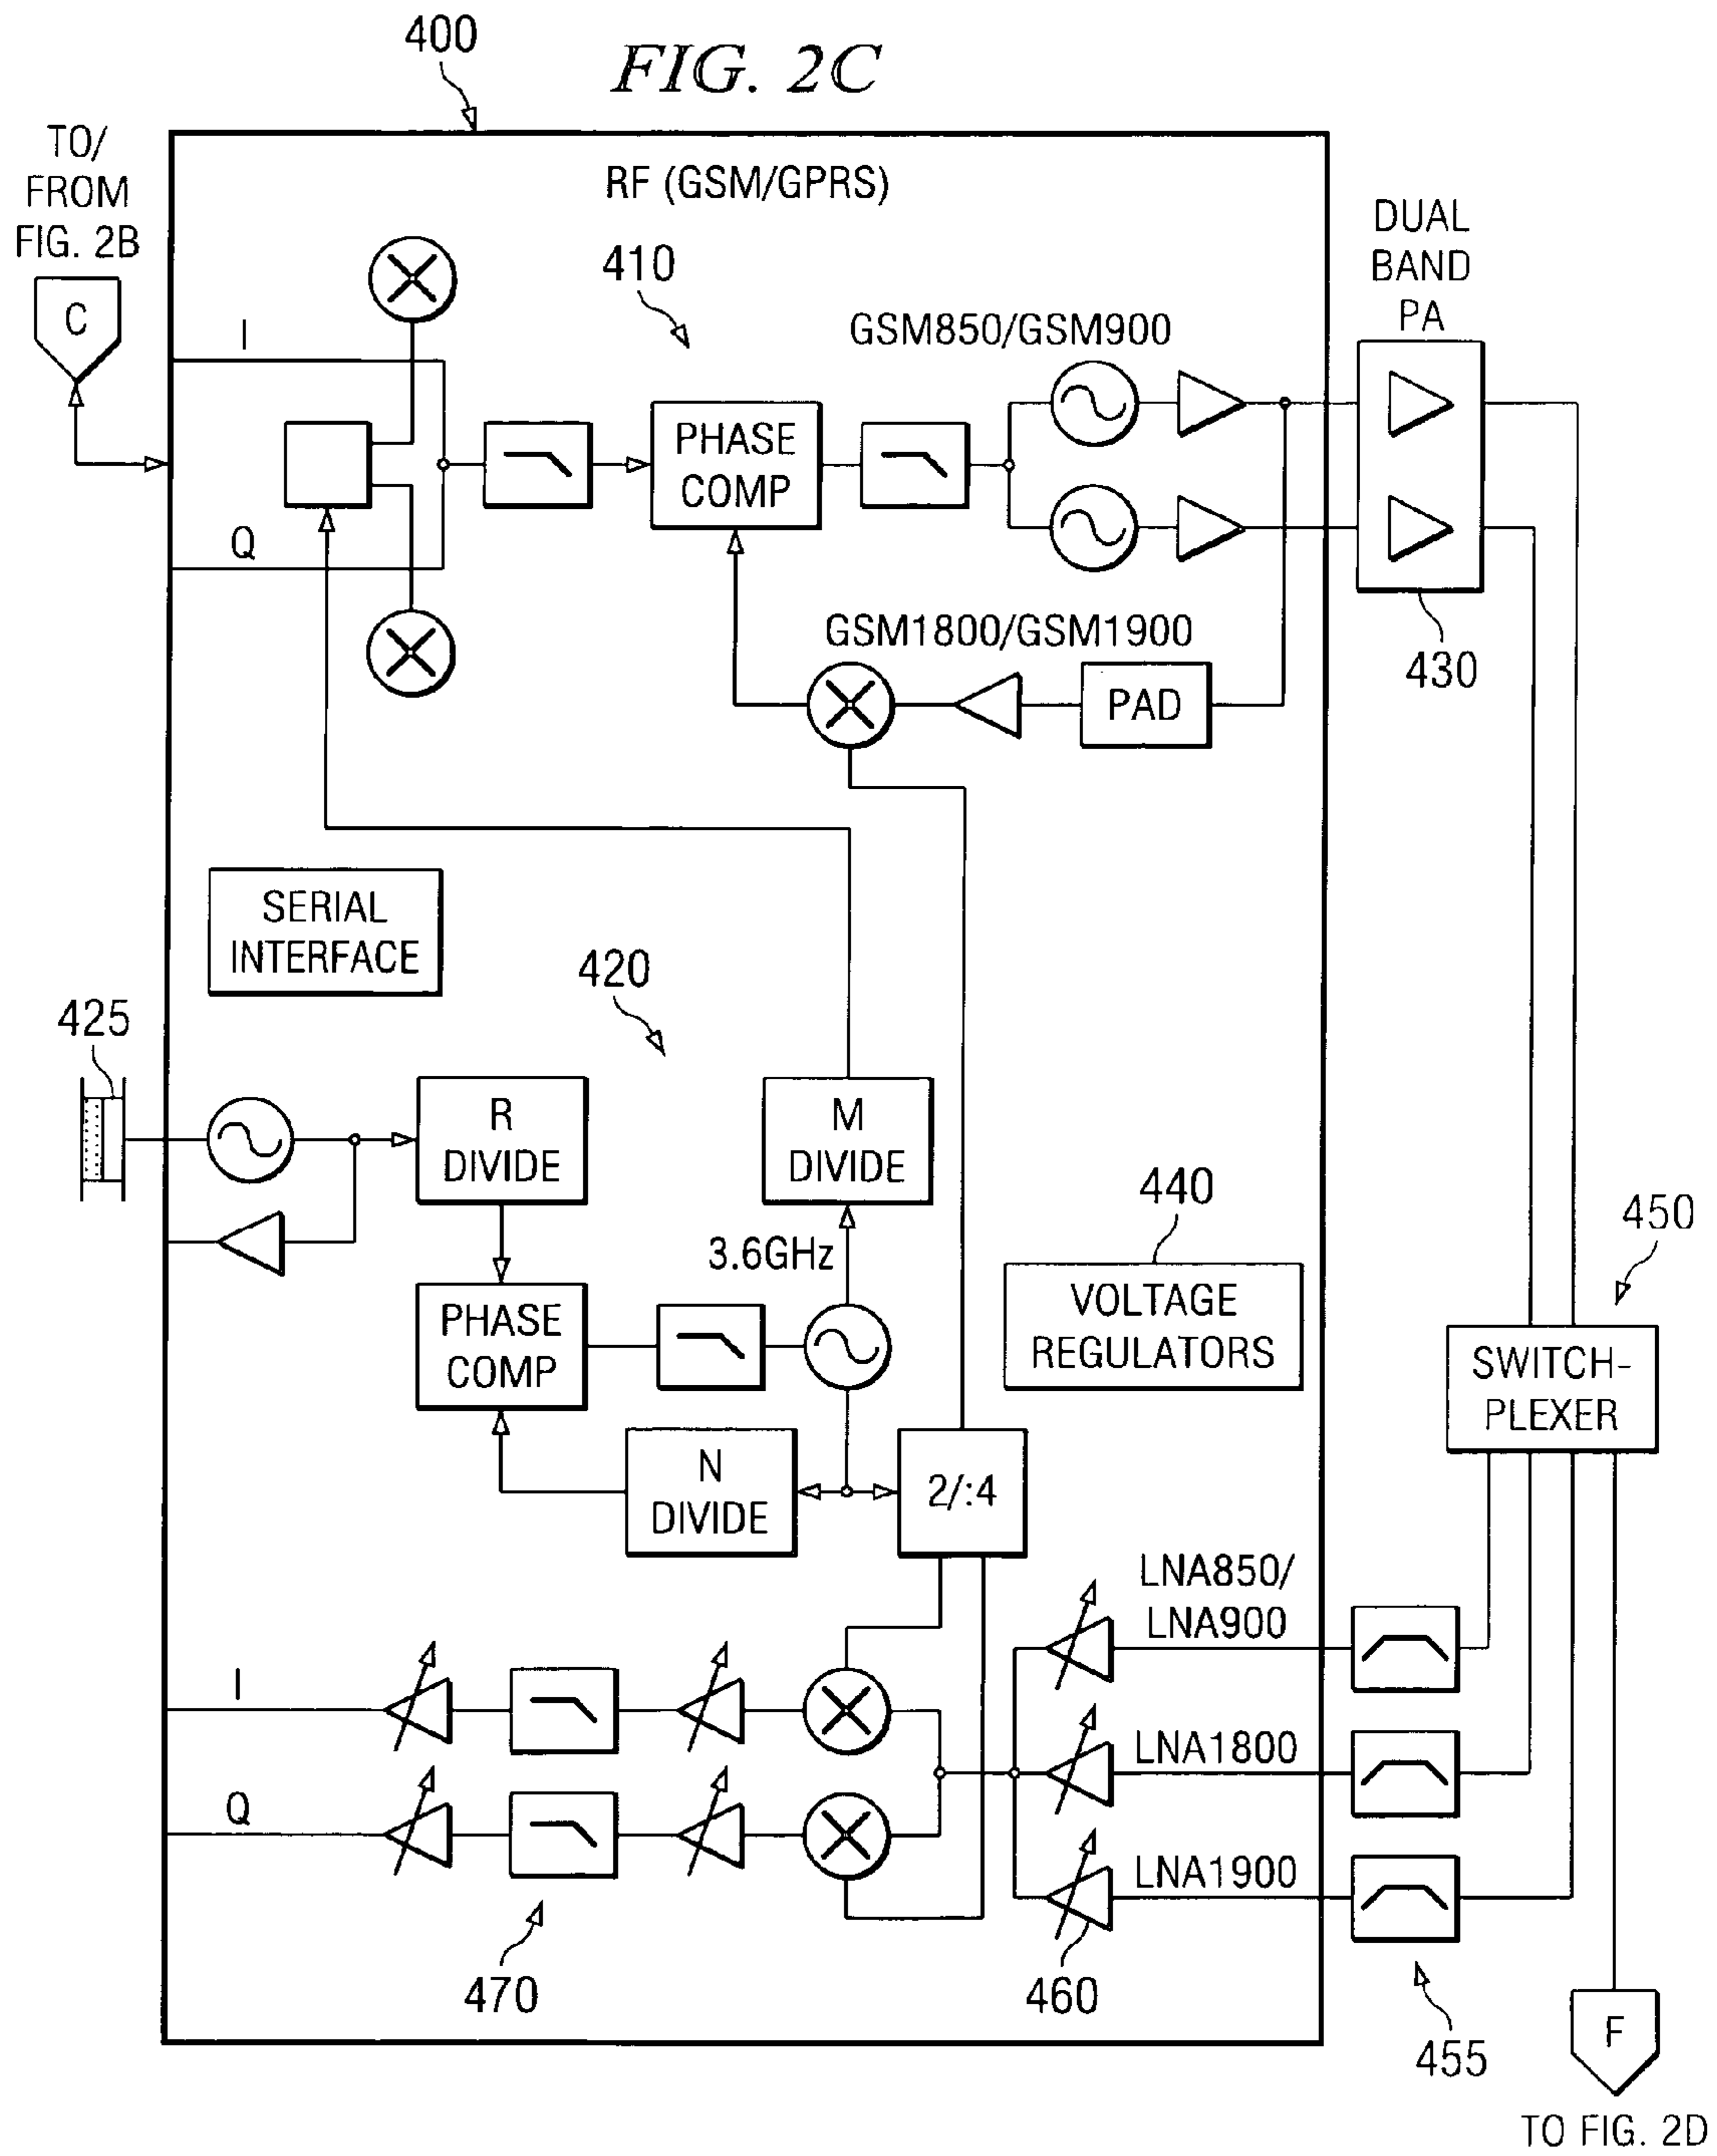 400
FIG. 2C
TO/
FROM
FIG. 2B
C
RF (GSM/GPRS)
410
DUAL
BAND
PA
I
GSM850/GSM900
PHASE
COMP
Q
GSM1800/GSM1900
430
PAD
SERIAL
INTERFACE
420
425
R
DIVIDE
M
DIVIDE
440
450
3.6GHz
PHASE
COMP
VOLTAGE
REGULATORS
SWITCH-
PLEXER
N
DIVIDE
2/:4
LNA850/
LNA900
I
LNA1800
Q
LNA1900
470
460
455
F
TO FIG. 2D